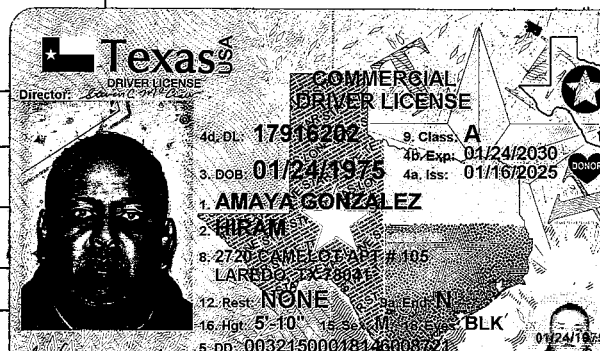 Texas USA
DRIVER LICENSE
Director:
COMMERCIAL
DRIVER LICENSE
4d. DL: 17916202 9. Class: A
4b. Exp: 01/24/2030
3. DOB: 01/24/1975 4a. Iss: 01/16/2025
DONOR
1. AMAYA GONZALEZ
2. HIRAM
8. 2720 CAMELOT APT # 105
LAREDO, TX 78041
12. Rest: NONE 9a. End: N
16. Hgt: 5'-10" 15. Sex: M 18. Eyes: BLK
01/24/1975
5. DD: 00321500018146008721